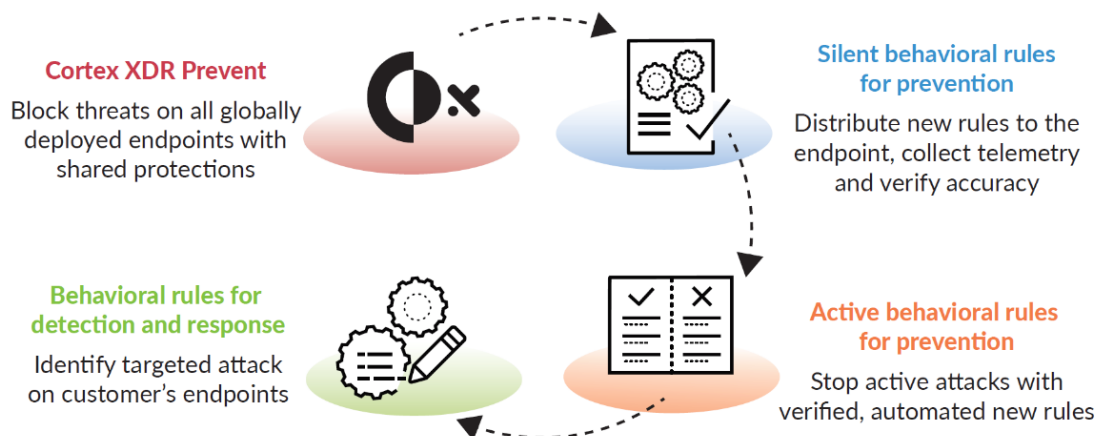 Cortex XDR Prevent
Block threats on all globally
deployed endpoints with
shared protections
Silent behavioral rules
for prevention
Distribute new rules to the
endpoint, collect telemetry
and verify accuracy
Behavioral rules for
detection and response
Identify targeted attack
on customer’s endpoints
Active behavioral rules
for prevention
Stop active attacks with
verified, automated new rules